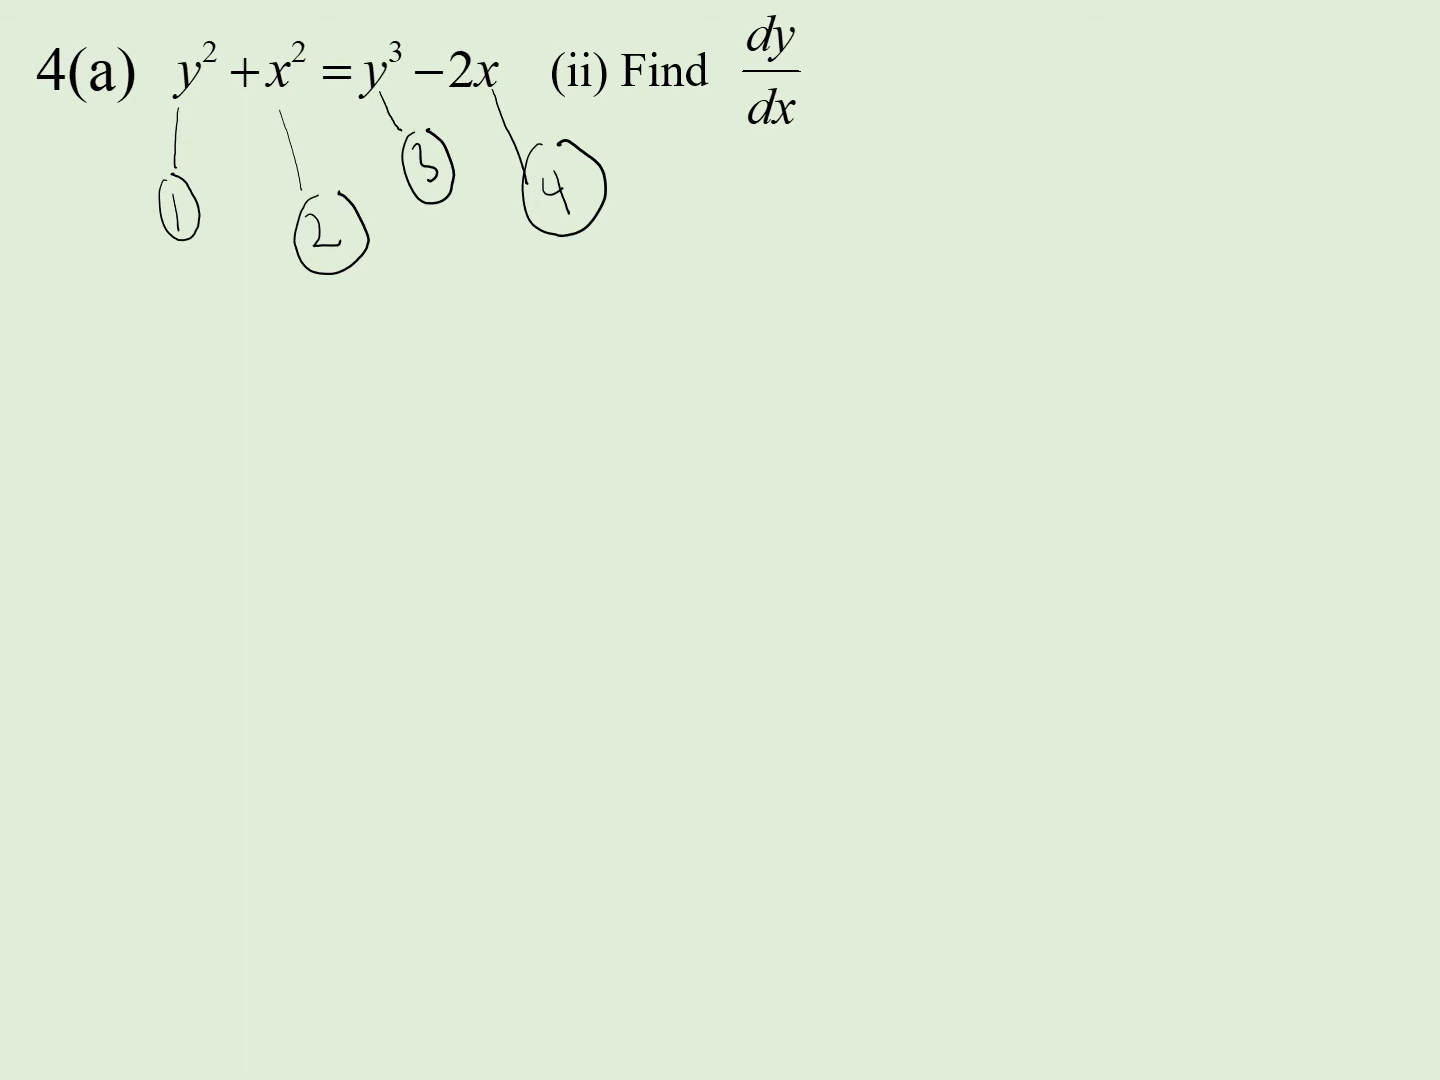 4(a) y² + x² = y³ − 2x (ii) Find dy/dx
① ② ③ ④